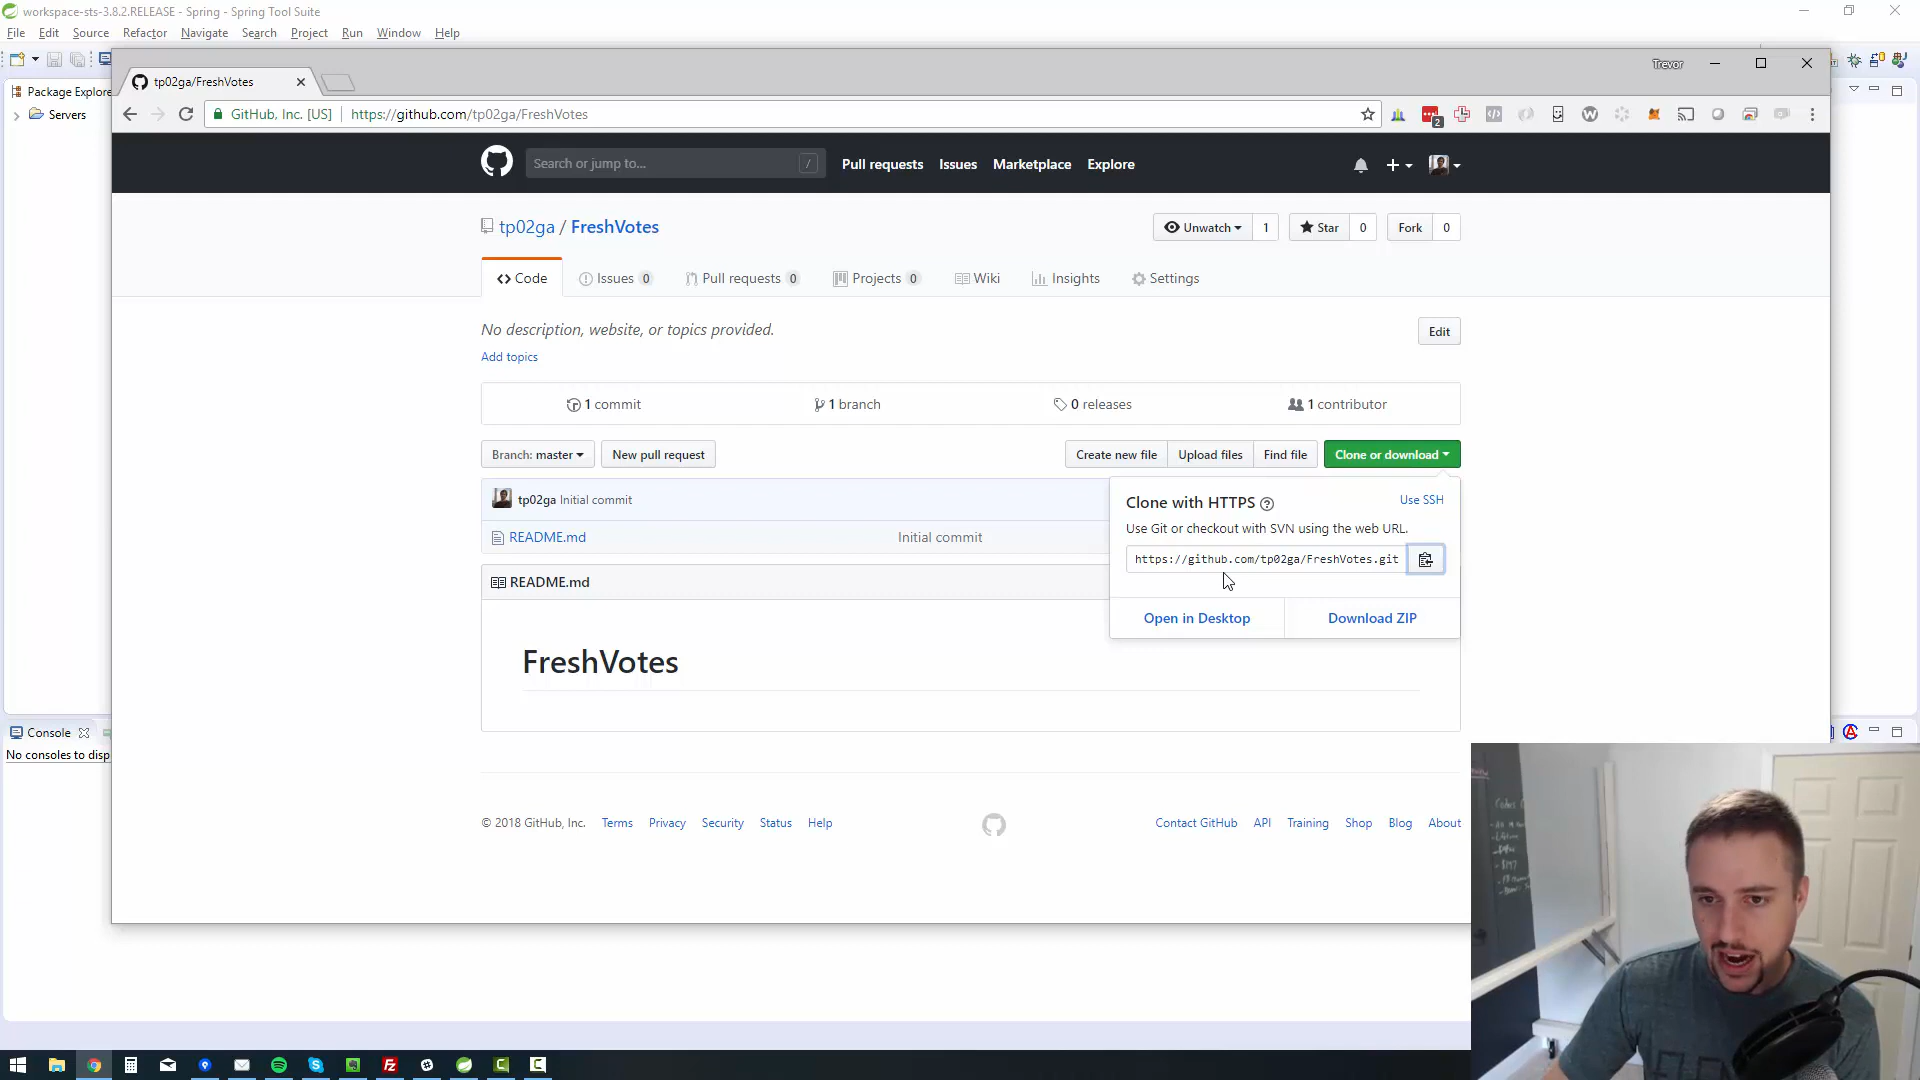 workspace-sts-3.8.2.RELEASE - Spring - Spring Tool Suite
File Edit Source Refactor Navigate Search Project Run Window Help
Trevor
tp02ga/FreshVotes
Package Explore
GitHub, Inc. [US] https://github.com/tp02ga/FreshVotes
2
Servers
Search or jump to... /
Pull requests Issues Marketplace Explore
tp02ga / FreshVotes
Unwatch 1 Star 0 Fork 0
Code Issues 0 Pull requests 0 Projects 0 Wiki Insights Settings
No description, website, or topics provided.
Edit
Add topics
1 commit 1 branch 0 releases 1 contributor
Branch: master New pull request Create new file Upload files Find file Clone or download
tp02ga Initial commit
README.md Initial commit
Clone with HTTPS Use SSH
Use Git or checkout with SVN using the web URL.
https://github.com/tp02ga/FreshVotes.git
Open in Desktop Download ZIP
README.md
FreshVotes
Console
No consoles to disp
© 2018 GitHub, Inc. Terms Privacy Security Status Help
Contact GitHub API Training Shop Blog About